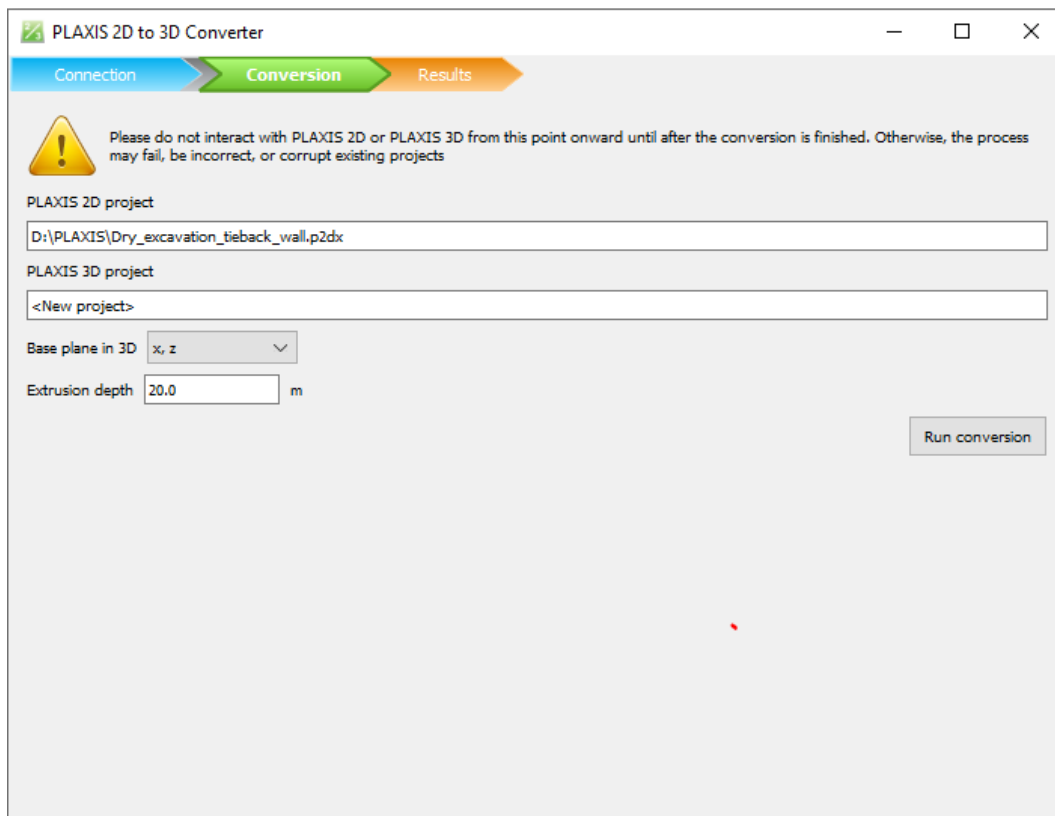 PLAXIS 2D to 3D Converter
Connection
Conversion
Results
Please do not interact with PLAXIS 2D or PLAXIS 3D from this point onward until after the conversion is finished. Otherwise, the process
may fail, be incorrect, or corrupt existing projects
PLAXIS 2D project
D:\PLAXIS\Dry_excavation_tieback_wall.p2dx
PLAXIS 3D project
<New project>
Base plane in 3D x, z
Extrusion depth 20.0 m
Run conversion